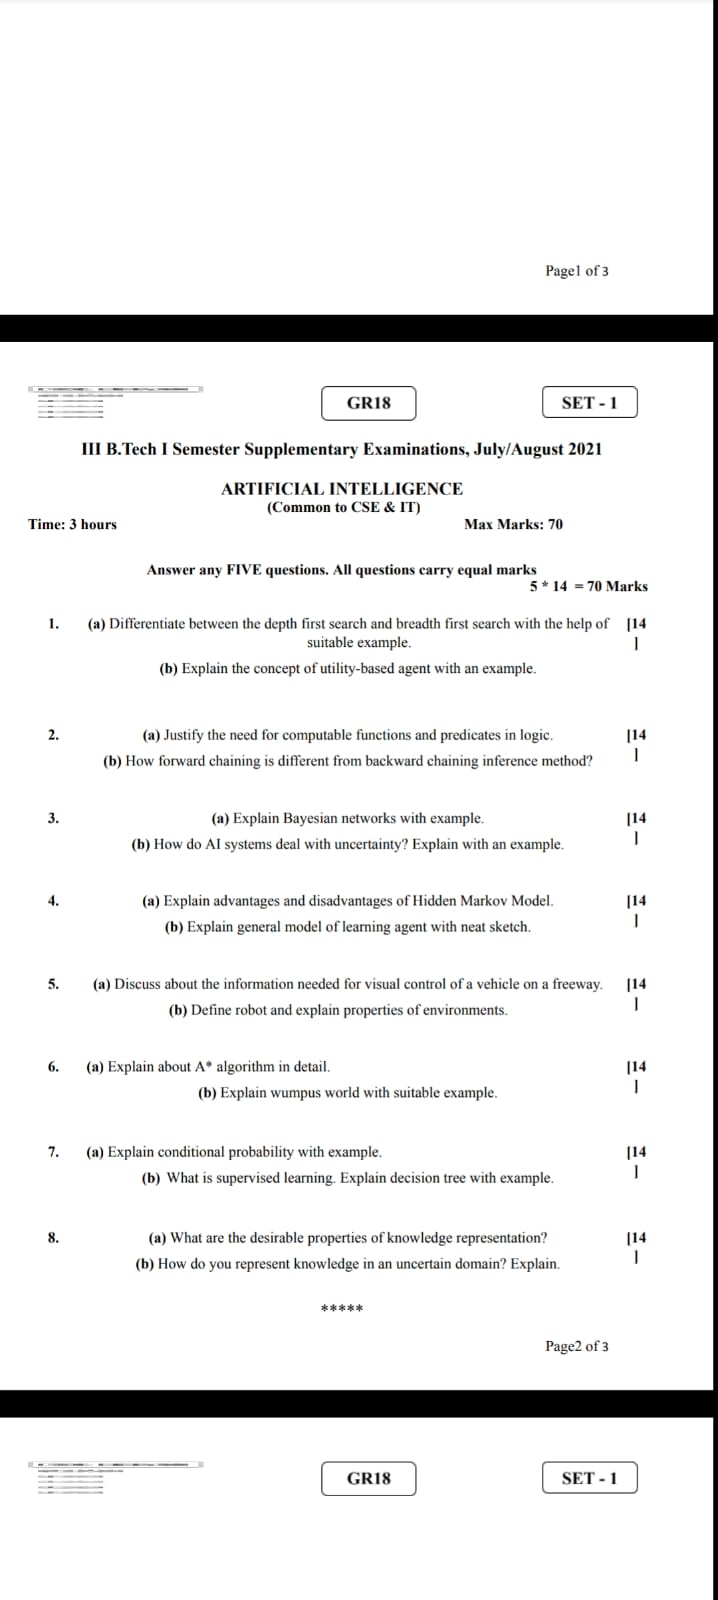 Page1 of 3
GR18
SET - 1
III B.Tech I Semester Supplementary Examinations, July/August 2021
ARTIFICIAL INTELLIGENCE
(Common to CSE & IT)
Time: 3 hours Max Marks: 70
Answer any FIVE questions. All questions carry equal marks
5 * 14 = 70 Marks
1. (a) Differentiate between the depth first search and breadth first search with the help of [14
suitable example. ]
(b) Explain the concept of utility-based agent with an example.
2. (a) Justify the need for computable functions and predicates in logic. [14
(b) How forward chaining is different from backward chaining inference method? ]
3. (a) Explain Bayesian networks with example. [14
(b) How do AI systems deal with uncertainty? Explain with an example. ]
4. (a) Explain advantages and disadvantages of Hidden Markov Model. [14
(b) Explain general model of learning agent with neat sketch. ]
5. (a) Discuss about the information needed for visual control of a vehicle on a freeway. [14
(b) Define robot and explain properties of environments. ]
6. (a) Explain about A* algorithm in detail. [14
(b) Explain wumpus world with suitable example. ]
7. (a) Explain conditional probability with example. [14
(b) What is supervised learning. Explain decision tree with example. ]
8. (a) What are the desirable properties of knowledge representation? [14
(b) How do you represent knowledge in an uncertain domain? Explain. ]
*****
Page2 of 3
GR18
SET - 1